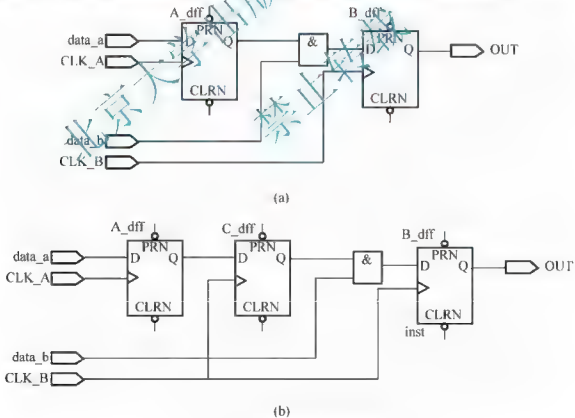 A_dff
B_dff
data_a
D
PRN
Q
&
D
PRN
Q
OUT
CLK_A
CLRN
CLRN
data_b
CLK_B
(a)
A_dff
C_dff
B_dff
data_a
D
PRN
Q
D
PRN
Q
&
D
PRN
Q
OUT
CLK_A
CLRN
CLRN
CLRN
inst
data_b
CLK_B
(b)